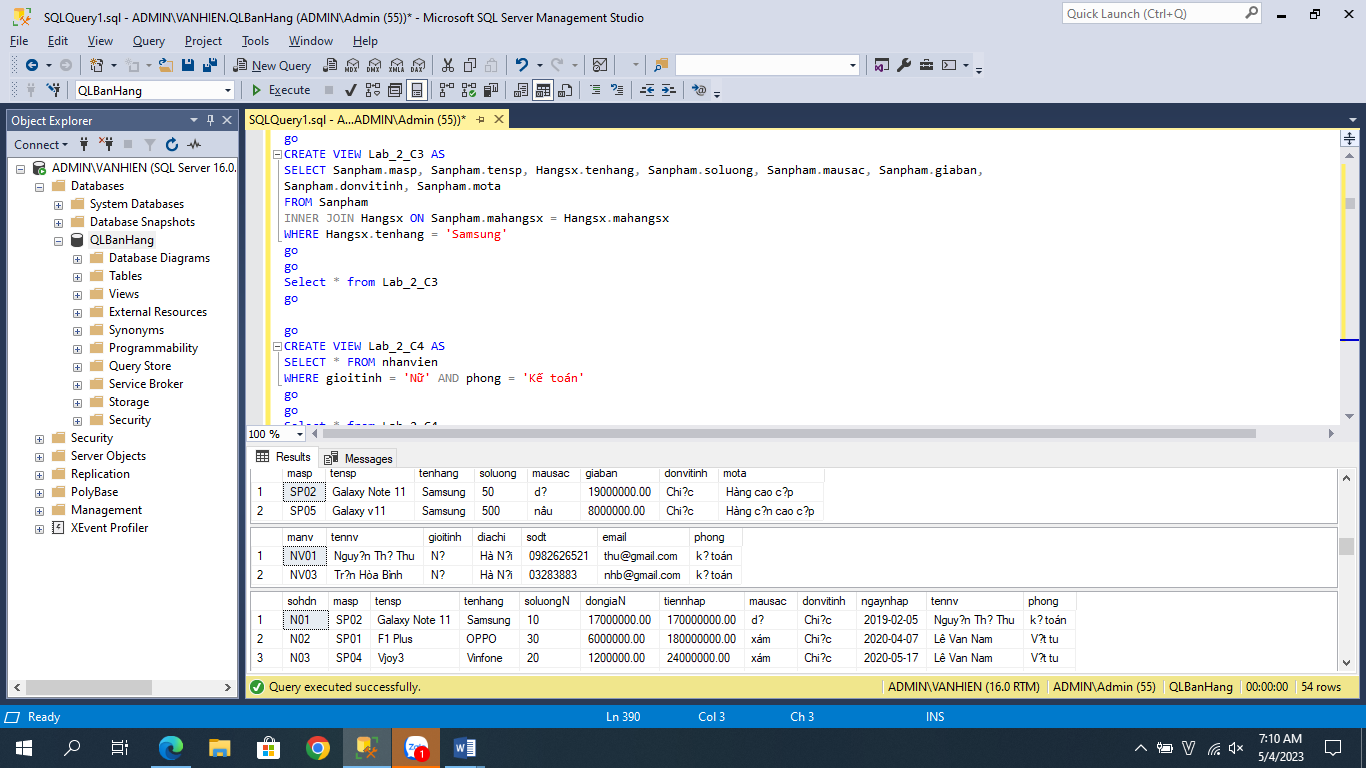 SQLQuery1.sql - ADMIN\VANHIEN.QLBanHang (ADMIN\Admin (55))* - Microsoft SQL Server Management Studio
Quick Launch (Ctrl+Q)
File Edit View Query Project Tools Window Help
New Query MDX DMX XMLA DAX
QLBanHang Execute
Object Explorer
Connect
ADMIN\VANHIEN (SQL Server 16.0.
Databases
System Databases
Database Snapshots
QLBanHang
Database Diagrams
Tables
Views
External Resources
Synonyms
Programmability
Query Store
Service Broker
Storage
Security
Security
Server Objects
Replication
PolyBase
Management
XEvent Profiler
SQLQuery1.sql - A...ADMIN\Admin (55))*
go
CREATE VIEW Lab_2_C3 AS
SELECT Sanpham.masp, Sanpham.tensp, Hangsx.tenhang, Sanpham.soluong, Sanpham.mausac, Sanpham.giaban,
Sanpham.donvitinh, Sanpham.mota
FROM Sanpham
INNER JOIN Hangsx ON Sanpham.mahangsx = Hangsx.mahangsx
WHERE Hangsx.tenhang = 'Samsung'
go
go
Select * from Lab_2_C3
go
go
CREATE VIEW Lab_2_C4 AS
SELECT * FROM nhanvien
WHERE gioitinh = 'Nữ' AND phong = 'Kế toán'
go
go
Select * from Lab_2_C4
100 %
Results Messages
masp tensp tenhang soluong mausac giaban donvitinh mota
1 SP02 Galaxy Note 11 Samsung 50 d? 19000000.00 Chi?c Hàng cao c?p
2 SP05 Galaxy v11 Samsung 500 nâu 8000000.00 Chi?c Hàng c?n cao c?p
manv tennv gioitinh diachi sodt email phong
1 NV01 Nguy?n Th? Thu N? Hà N?i 0982626521 thu@gmail.com k? toán
2 NV03 Tr?n Hòa Bình N? Hà N?i 03283883 nhb@gmail.com k? toán
sohdn masp tensp tenhang soluongN dongiaN tiennhap mausac donvitinh ngaynhap tennv phong
1 N01 SP02 Galaxy Note 11 Samsung 10 17000000.00 170000000.00 d? Chi?c 2019-02-05 Nguy?n Th? Thu k? toán
2 N02 SP01 F1 Plus OPPO 30 6000000.00 180000000.00 xám Chi?c 2020-04-07 Lê Van Nam V?t tu
3 N03 SP04 Vjoy3 Vinfone 20 1200000.00 24000000.00 xám Chi?c 2020-05-17 Lê Van Nam V?t tu
Query executed successfully. ADMIN\VANHIEN (16.0 RTM) ADMIN\Admin (55) QLBanHang 00:00:00 54 rows
Ready Ln 390 Col 3 Ch 3 INS
Zalo 1 W V 7:10 AM
5/4/2023